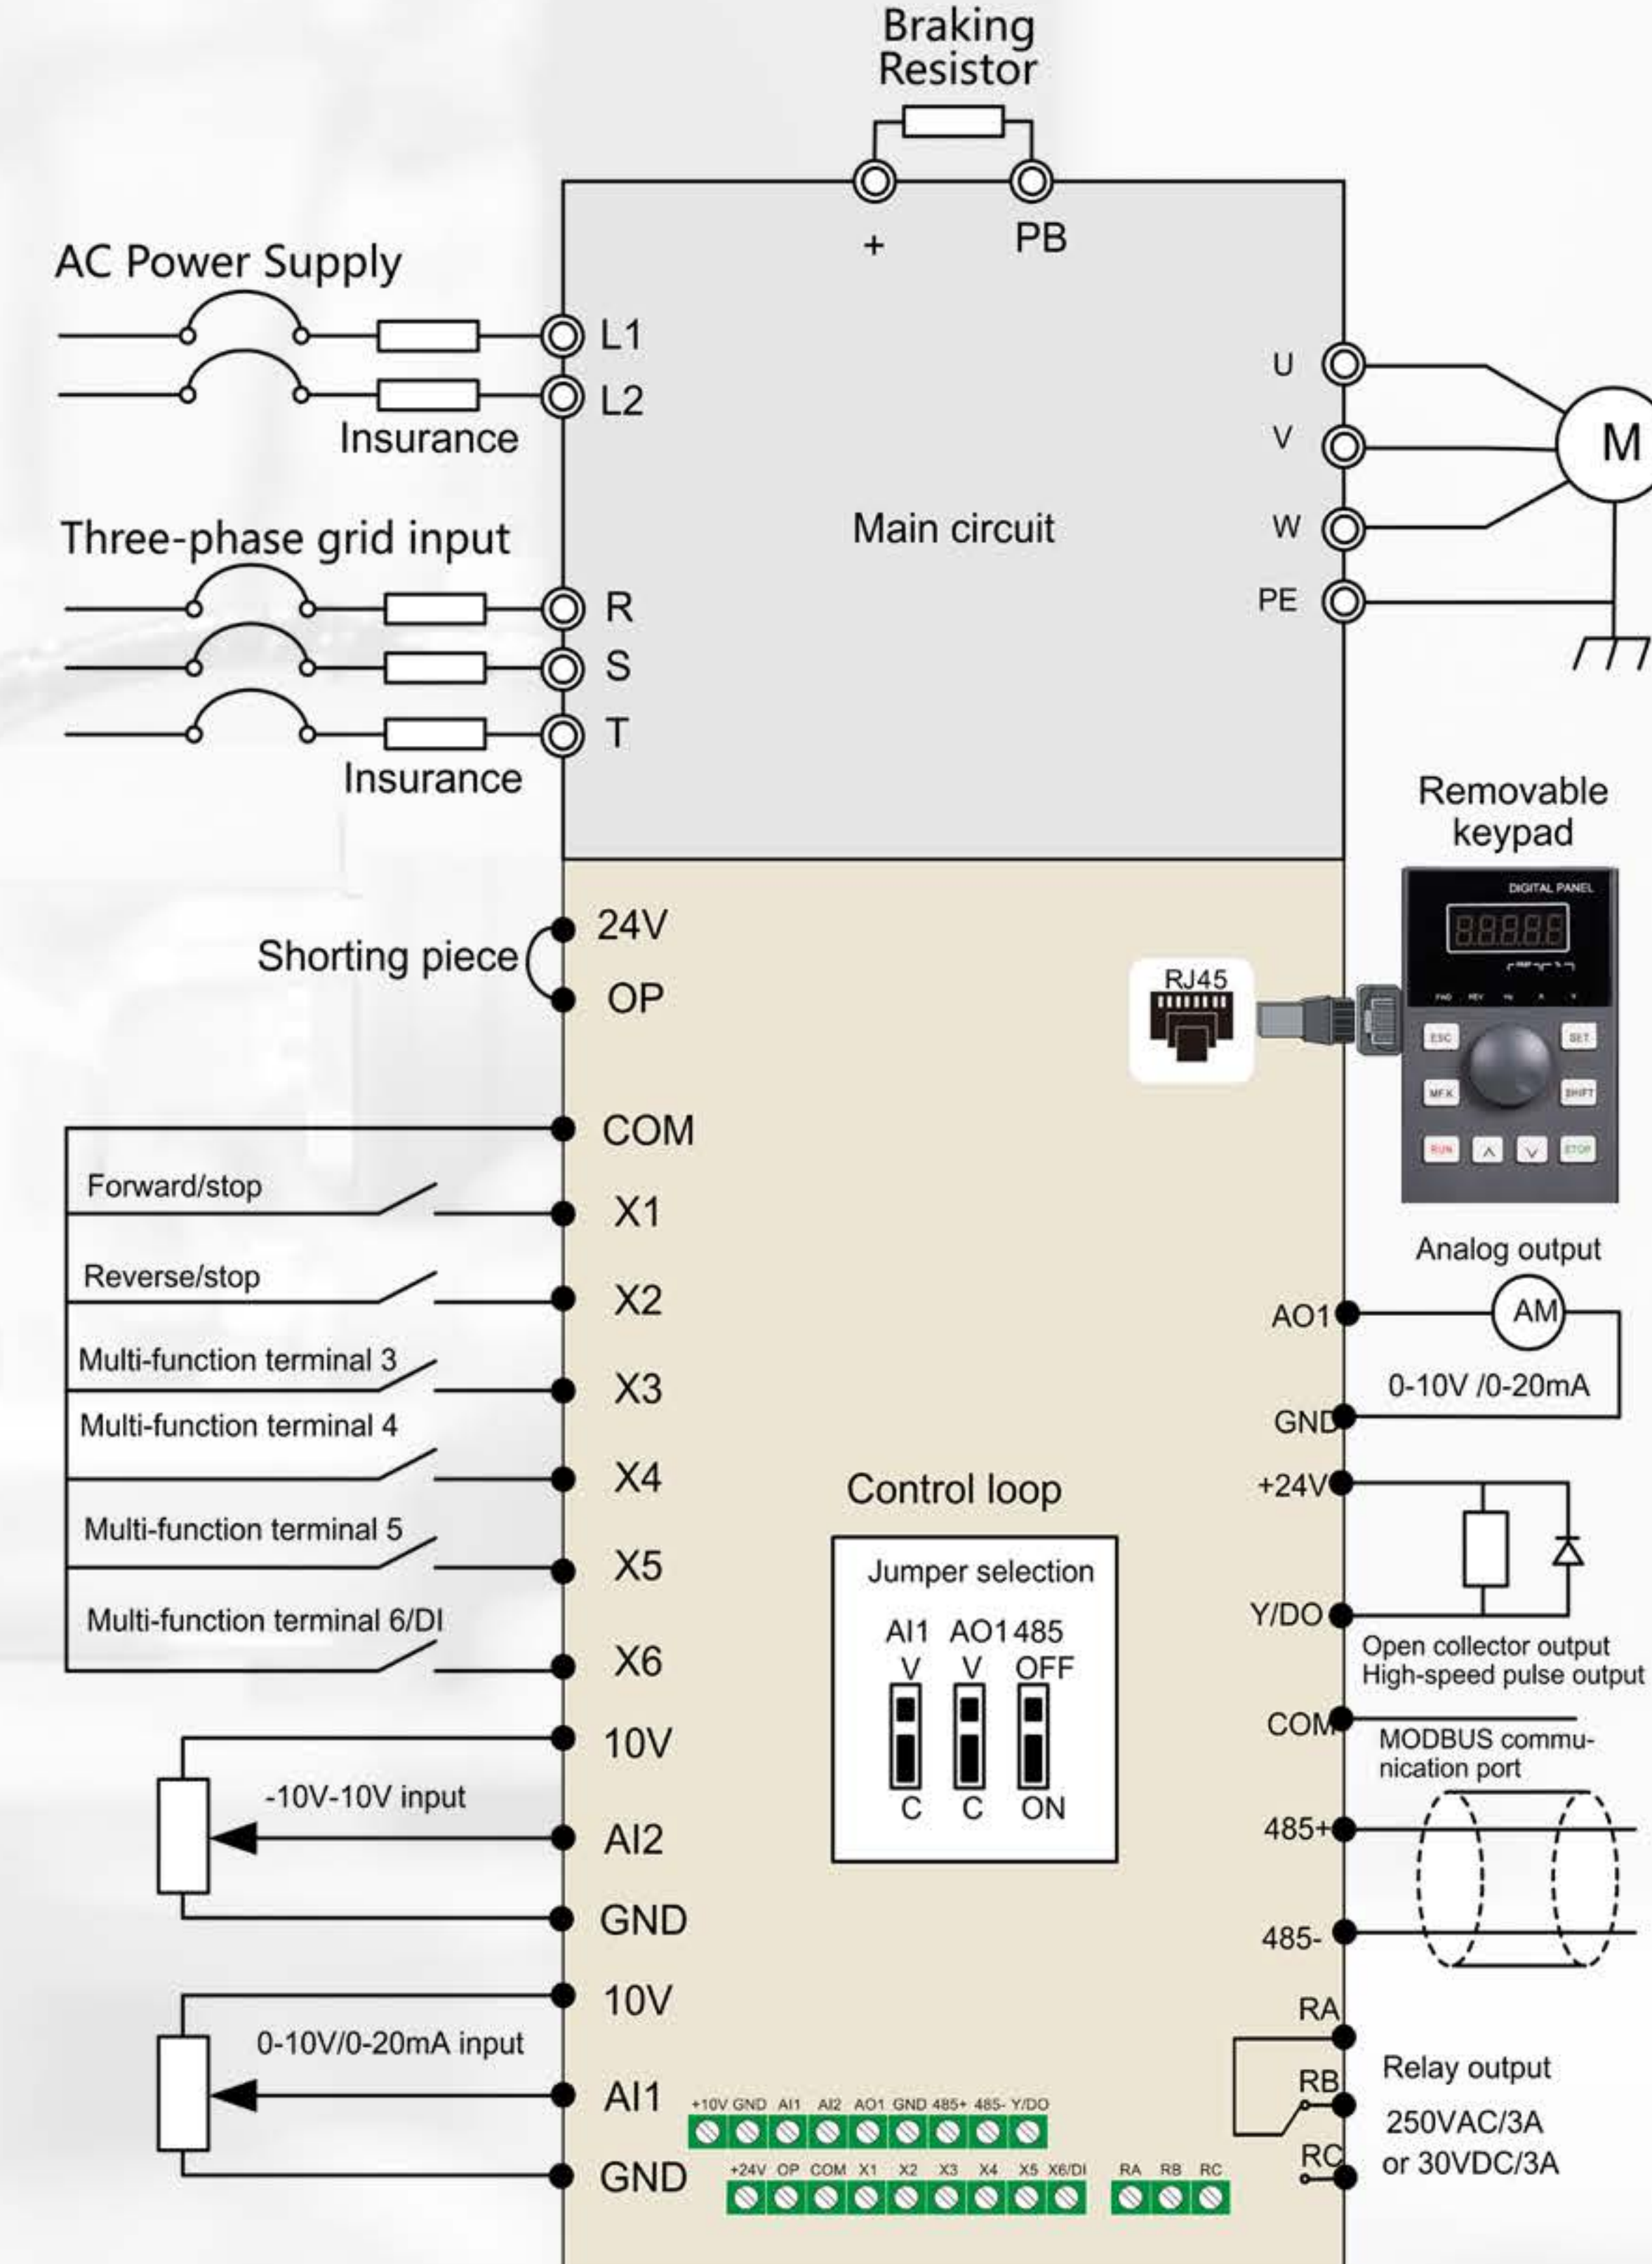 Braking
Resistor
+
PB
AC Power Supply
L1
L2
Insurance
Three-phase grid input
R
S
T
Insurance
Main circuit
U
V
W
PE
M
Shorting piece
24V
OP
COM
Forward/stop
X1
Reverse/stop
X2
Multi-function terminal 3
X3
Multi-function terminal 4
X4
Multi-function terminal 5
X5
Multi-function terminal 6/DI
X6
10V
-10V-10V input
AI2
GND
10V
0-10V/0-20mA input
AI1
GND
Control loop
Jumper selection
AI1 AO1 485
V V OFF
C C ON
+10V GND AI1 AI2 AO1 GND 485+ 485- Y/DO
+24V OP COM X1 X2 X3 X4 X5 X6/DI RA RB RC
RJ45
Removable
keypad
DIGITAL PANEL
88888
FWD REV Hz A V
ESC
SET
MF.K
SHIFT
RUN
STOP
Analog output
AO1
AM
0-10V /0-20mA
GND
+24V
Y/DO
Open collector output
High-speed pulse output
COM
MODBUS commu-
nication port
485+
485-
RA
RB
RC
Relay output
250VAC/3A
or 30VDC/3A